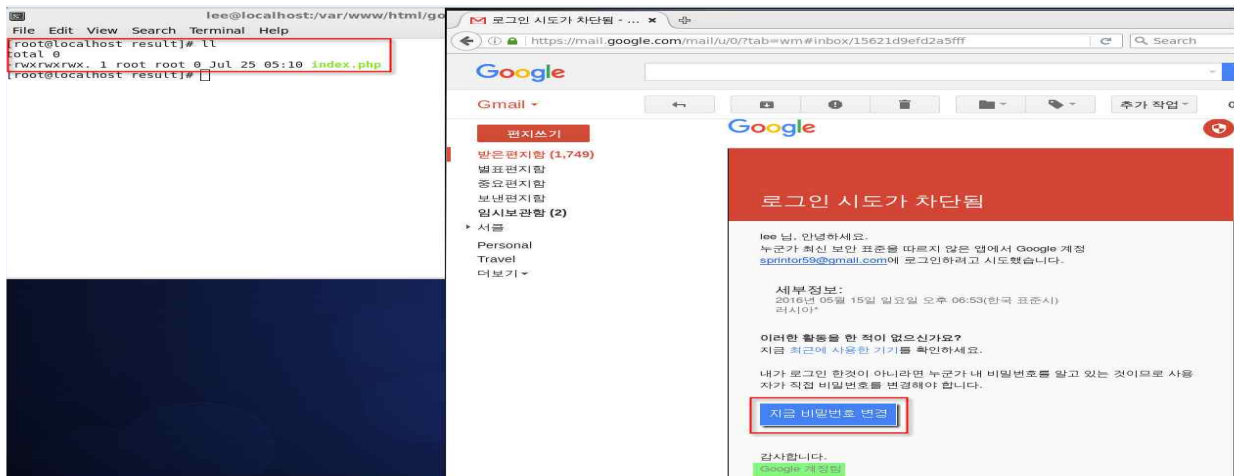 lee@localhost:/var/www/html/go
File Edit View Search Terminal Help
[root@localhost result]# ll
total 0
-rwxrwxrwx. 1 root root 0 Jul 25 05:10 index.php
[root@localhost result]#
로그인 시도가 차단됨 - ...
https://mail.google.com/mail/u/0/?tab=wm#inbox/15621d9efd2a5fff
Search
Google
Gmail
추가 작업
편지쓰기
받은편지함 (1,749)
별표편지함
중요편지함
보낸편지함
임시보관함 (2)
서플
Personal
Travel
더보기
Google
로그인 시도가 차단됨
lee 님, 안녕하세요.
누군가 최신 보안 표준을 따르지 않은 앱에서 Google 계정
sprintor59@gmail.com에 로그인하려고 시도했습니다.
세부정보:
2016년 05월 15일 일요일 오후 06:53(한국 표준시)
러시아*
이러한 활동을 한 적이 없으신가요?
지금 최근에 사용한 기기를 확인하세요.
내가 로그인 한것이 아니라면 누군가 내 비밀번호를 알고 있는 것이므로 사용
자가 직접 비밀번호를 변경해야 합니다.
지금 비밀번호 변경
감사합니다.
Google 계정팀